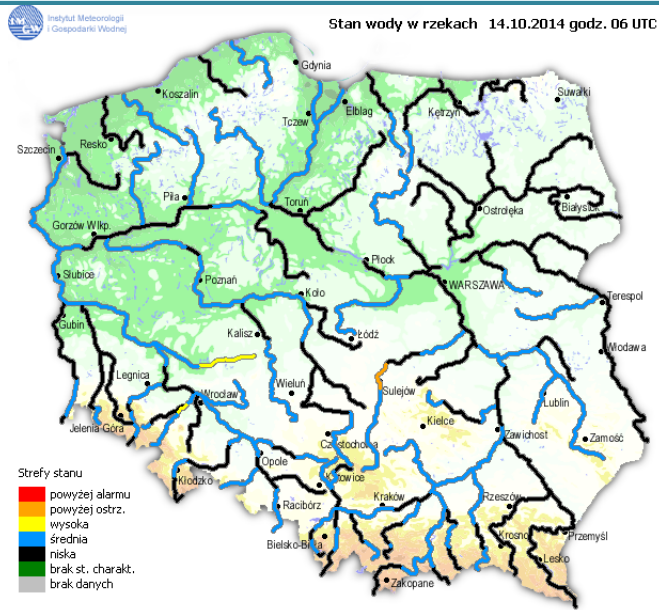 Instytut Meteorologii
i Gospodarki Wodnej
Stan wody w rzekach 14.10.2014 godz. 06 UTC
Gdynia
Koszalin
Suwałki
Tczew
Elbląg
Kętrzyn
Szczecin
Resko
Piła
Toruń
Ostrołęka
Białystok
Gorzów Wlkp.
Płock
Słubice
Poznań
WARSZAWA
Koło
Terespol
Gubin
Kalisz
Łódź
Włodawa
Legnica
Wieluń
Sulejów
Wrocław
Lublin
Jelenia Góra
Kielce
Zawichost
Zamość
Częstochowa
Opole
Kłodzko
Katowice
Strefy stanu
powyżej alarmu
powyżej ostrz.
wysoka
średnia
niska
brak st. charakt.
brak danych
Racibórz
Kraków
Rzeszów
Bielsko-Biała
Krosno
Przemyśl
Lesko
Zakopane